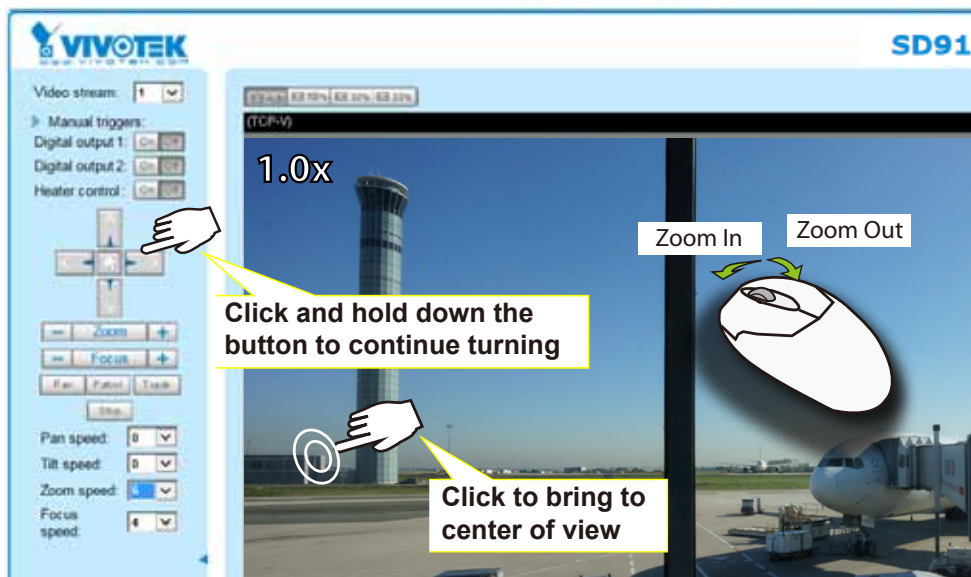 VIVOTEK
SD91
Video stream: 1
Manual triggers:
Digital output 1: On Off
Digital output 2: On Off
Heater control: On Off
(TCP-V)
1.0x
Zoom In
Zoom Out
Click and hold down the
button to continue turning
Zoom
Focus
Pan Patrol Track
Stop
Pan speed: 0
Tilt speed: 0
Zoom speed: 4
Focus
speed: 4
Click to bring to
center of view